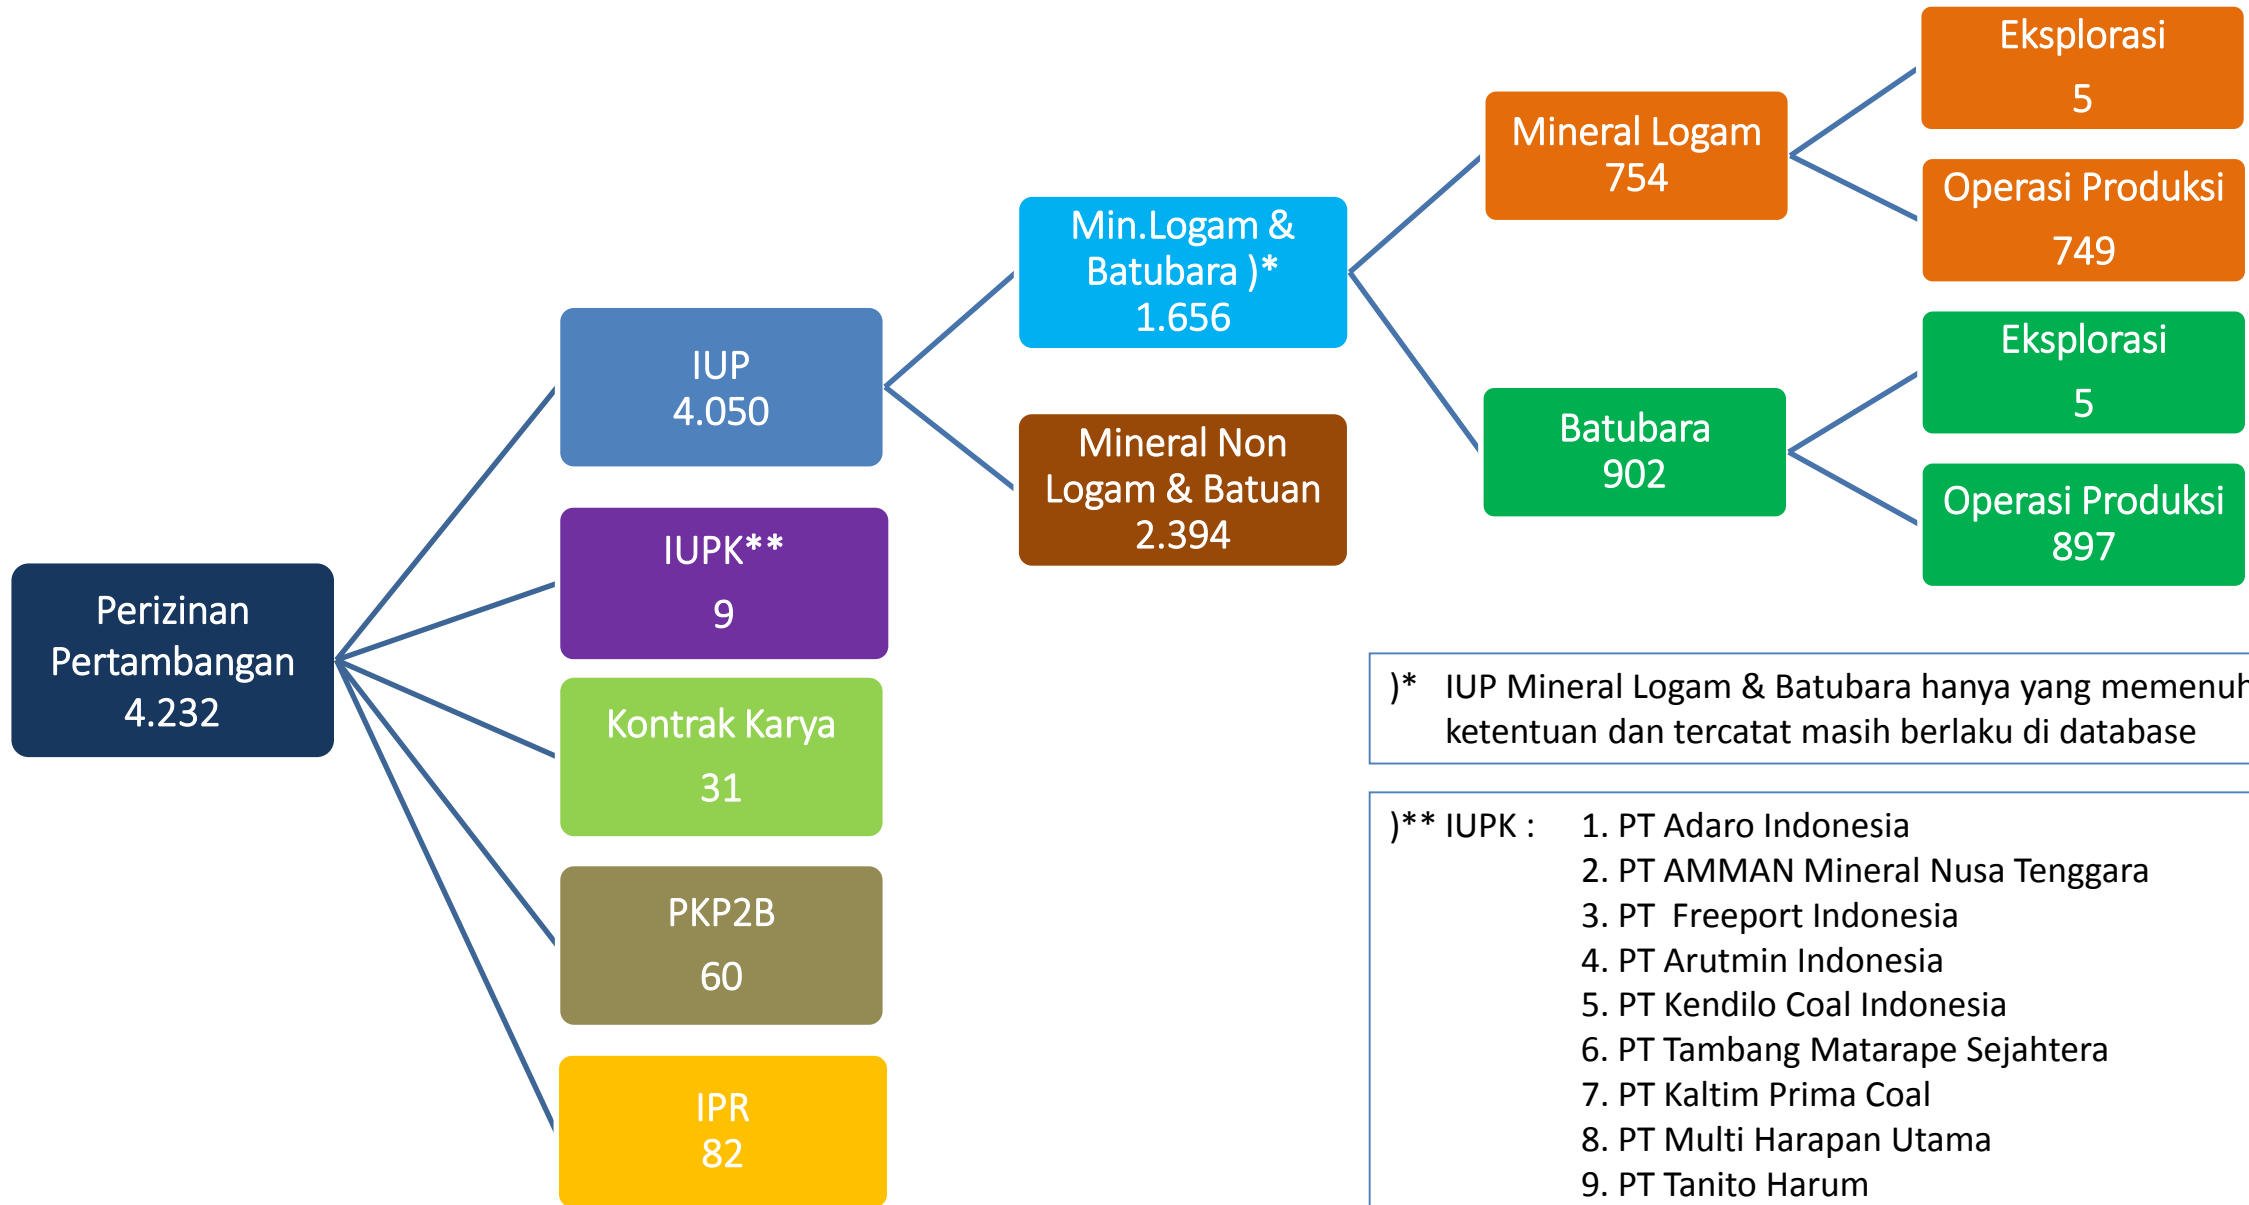 Perizinan
Pertambangan
4.232
IUP
4.050
IUPK**
9
Kontrak Karya
31
PKP2B
60
IPR
82
Min.Logam &
Batubara )*
1.656
Mineral Non
Logam & Batuan
2.394
Mineral Logam
754
Batubara
902
Eksplorasi
5
Operasi Produksi
749
Eksplorasi
5
Operasi Produksi
897
)* IUP Mineral Logam & Batubara hanya yang memenuh
ketentuan dan tercatat masih berlaku di database
)** IUPK : 1. PT Adaro Indonesia
2. PT AMMAN Mineral Nusa Tenggara
3. PT Freeport Indonesia
4. PT Arutmin Indonesia
5. PT Kendilo Coal Indonesia
6. PT Tambang Matarape Sejahtera
7. PT Kaltim Prima Coal
8. PT Multi Harapan Utama
9. PT Tanito Harum